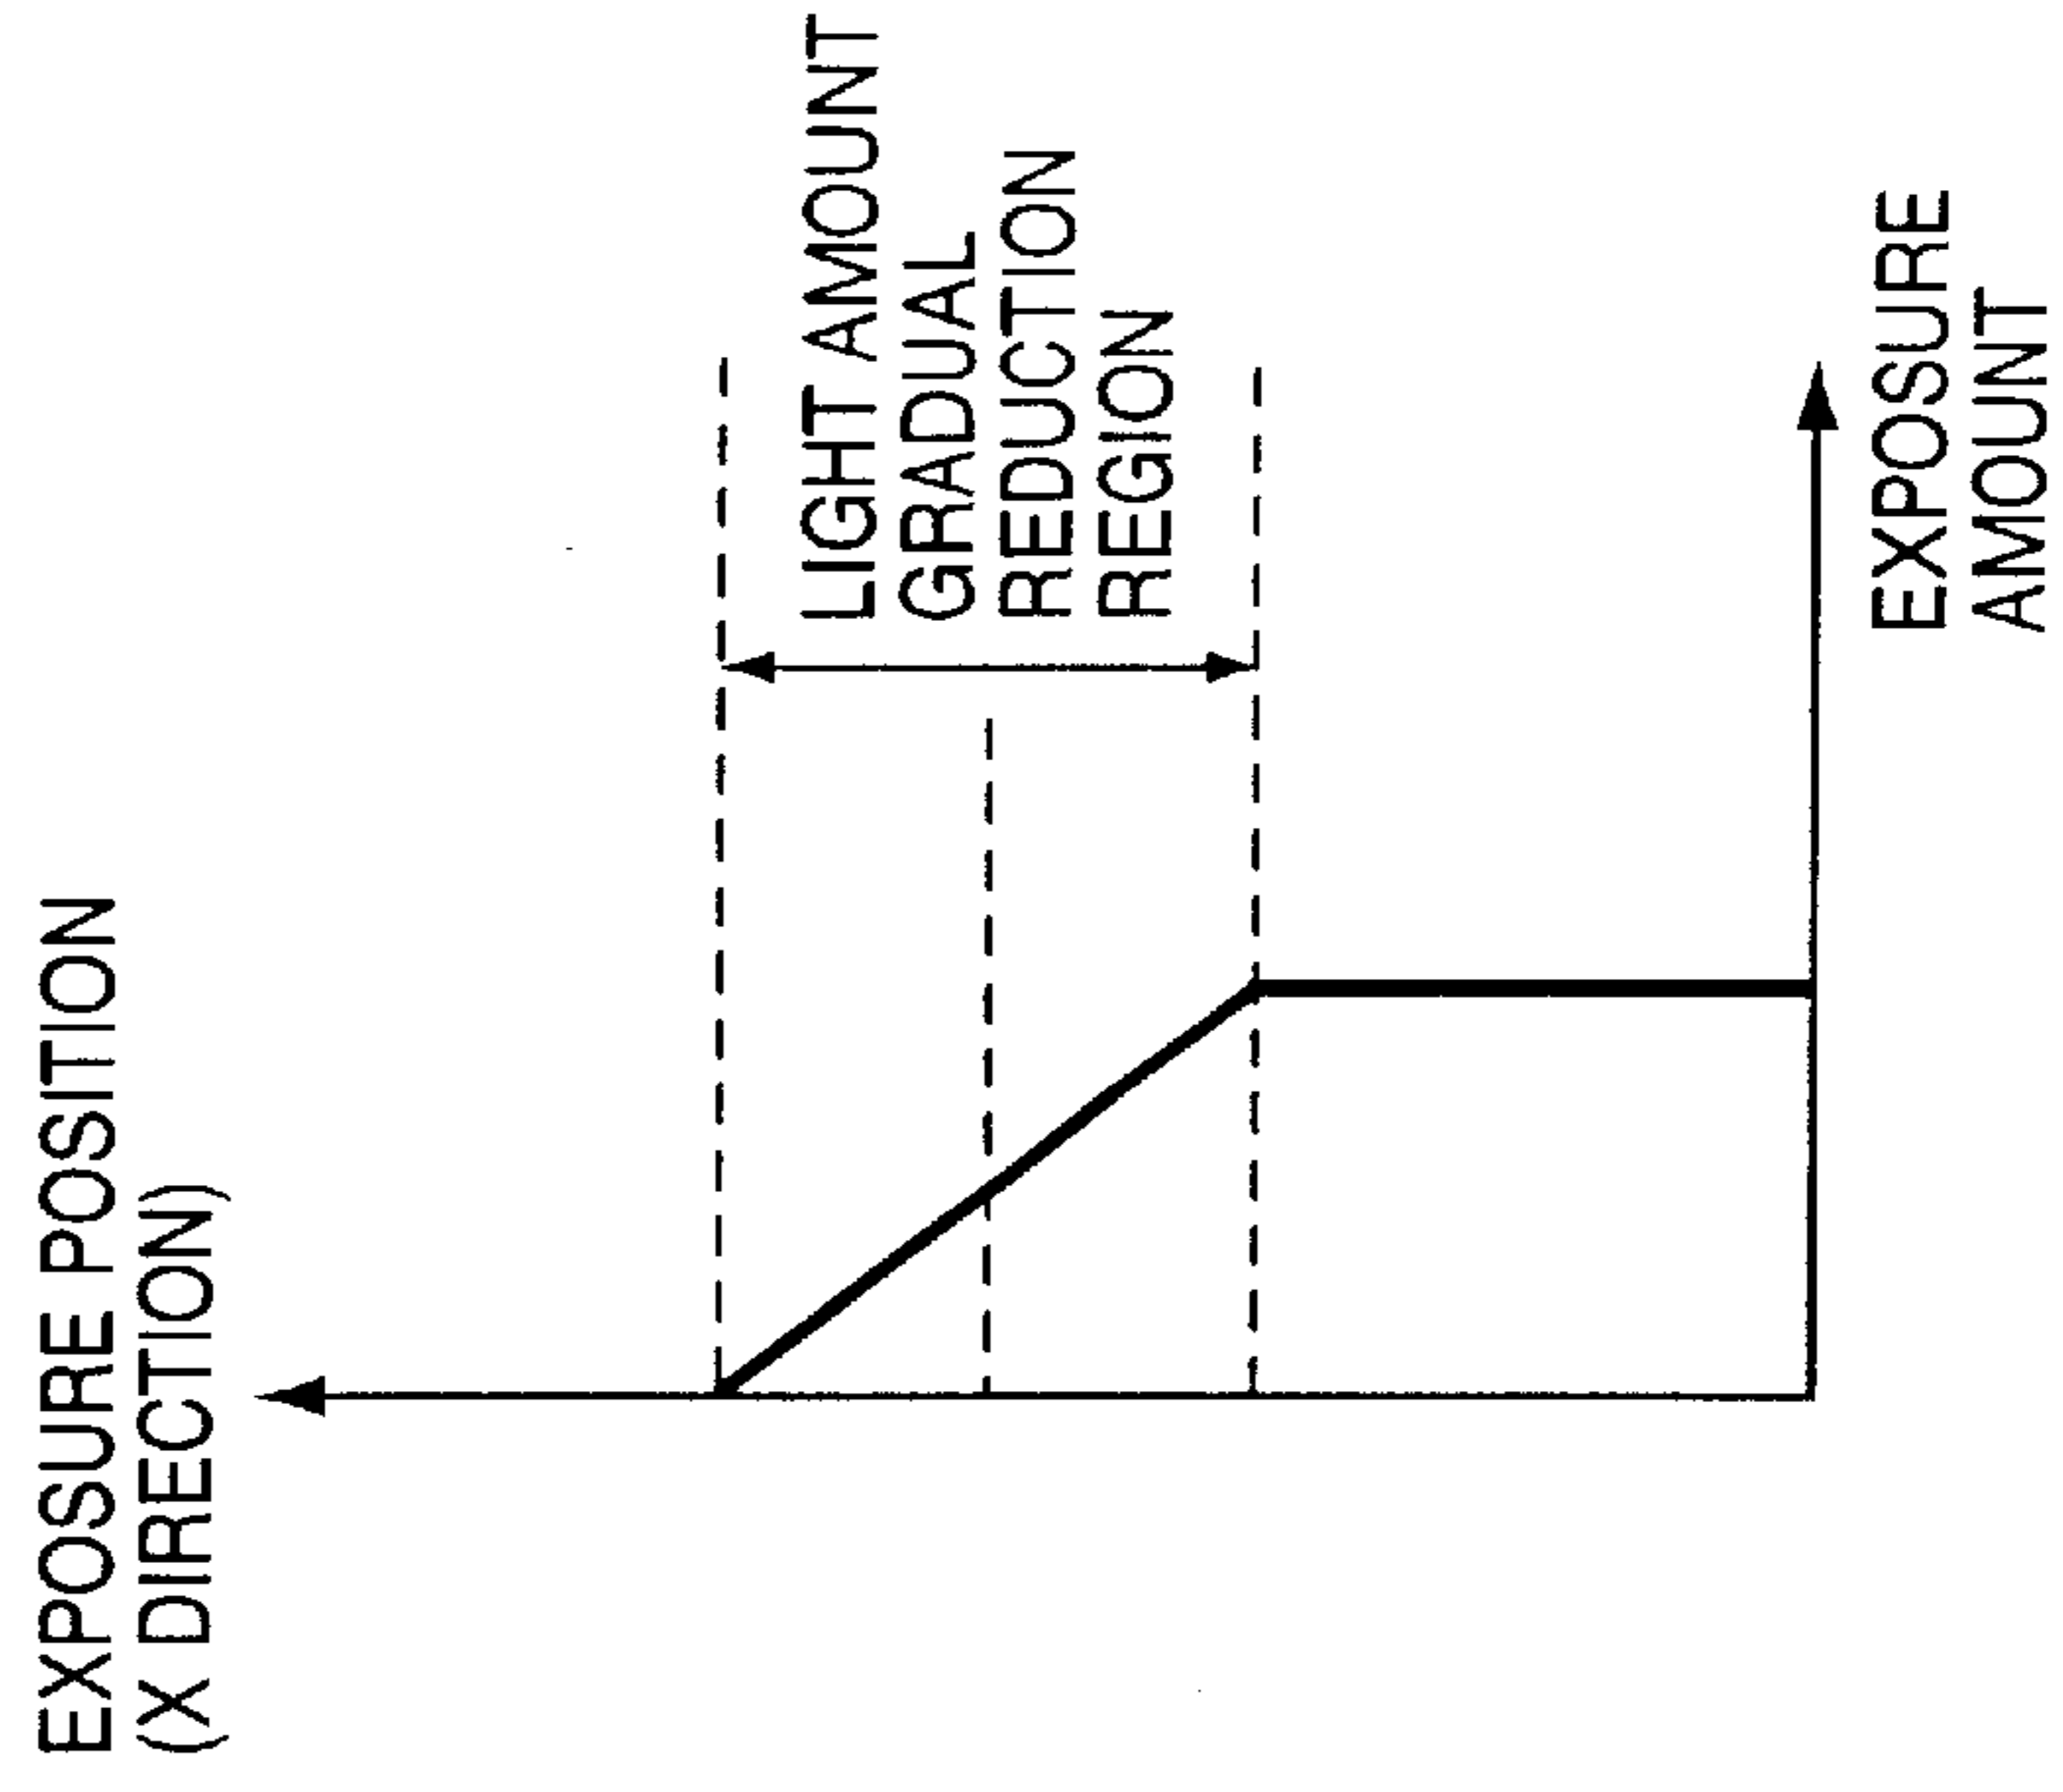 EXPOSURE POSITION
(X DIRECTION)
LIGHT AMOUNT
GRADUAL
REDUCTION
REGION
EXPOSURE
AMOUNT